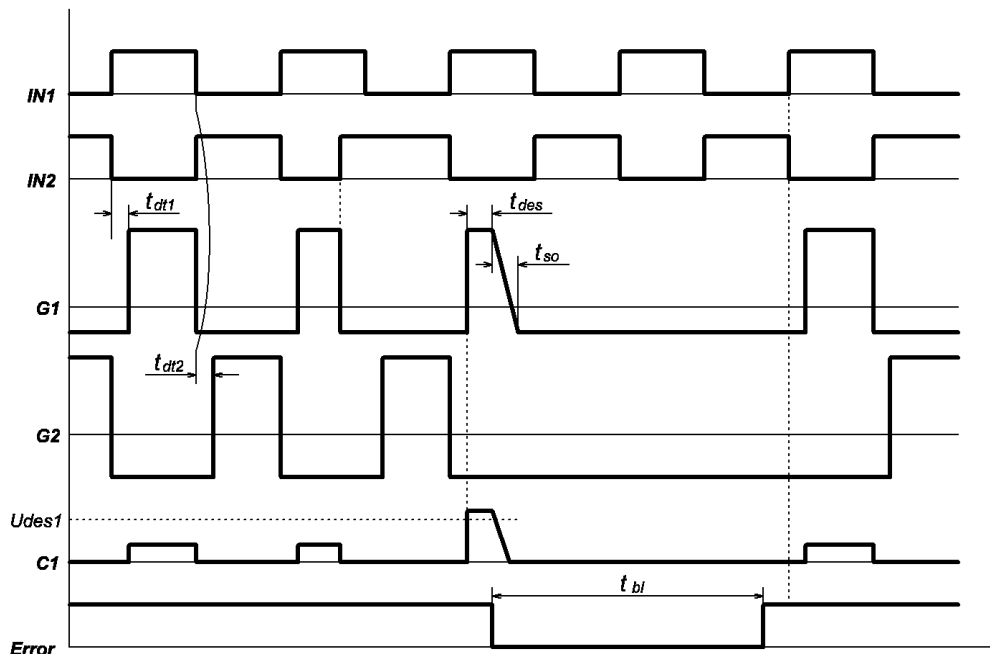 IN1
IN2
tdt1
tdes
tso
G1
tdt2
G2
Udes1
C1
t bl
Error